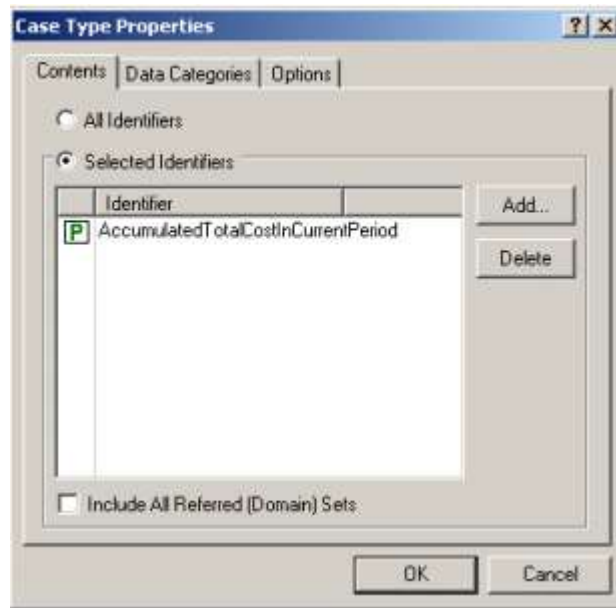 Case Type Properties
Contents Data Categories Options
All Identifiers
Selected Identifiers
Identifier
Add...
P AccumulatedTotalCostInCurrentPeriod
Delete
Include All Referred (Domain) Sets
OK Cancel